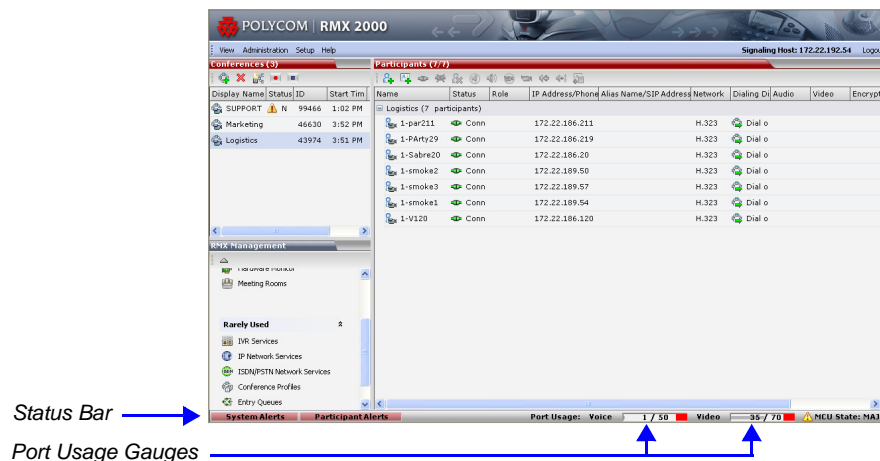 POLYCOM | RMX 2000
View Administration Setup Help Signaling Host: 172.22.192.54 Logou
Conferences (3) Participants (7/7)
Display Name Status ID Start Tim Name Status Role IP Address/Phone Alias Name/SIP Address Network Dialing Di Audio Video Encrypt
Logistics (7 participants)
SUPPORT N 99466 1:02 PM
Marketing 46630 3:52 PM
Logistics 43974 3:51 PM
1-par211 Conn 172.22.186.211 H.323 Dial o
1-PArty29 Conn 172.22.186.219 H.323 Dial o
1-Sabre20 Conn 172.22.186.20 H.323 Dial o
1-smoke2 Conn 172.22.189.50 H.323 Dial o
1-smoke3 Conn 172.22.189.57 H.323 Dial o
1-smoke1 Conn 172.22.189.54 H.323 Dial o
1-V120 Conn 172.22.186.120 H.323 Dial o
RMX Management
Hardware Monitor
Meeting Rooms
Rarely Used
IVR Services
IP Network Services
ISDN/PSTN Network Services
Conference Profiles
Entry Queues
System Alerts Participant Alerts Port Usage: Voice 1 / 50 Video 35 / 70 MCU State: MAJ
Status Bar
Port Usage Gauges